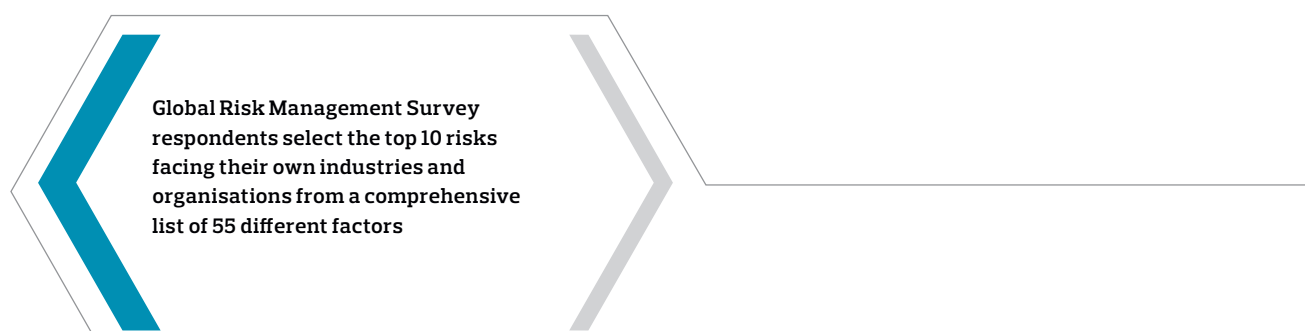 Global Risk Management Survey
respondents select the top 10 risks
facing their own industries and
organisations from a comprehensive
list of 55 different factors